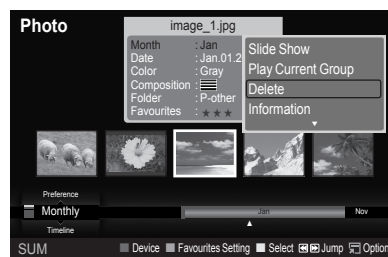 Photo
image_1.jpg
Month : Jan
Date : Jan.01.2
Color : Gray
Composition :
Folder : P-other
Favourites : ★ ★ ★
Slide Show
Play Current Group
Delete
Information
Preference
Monthly
Timeline
Jan
Nov
SUM
Device Favourites Setting Select Jump Option